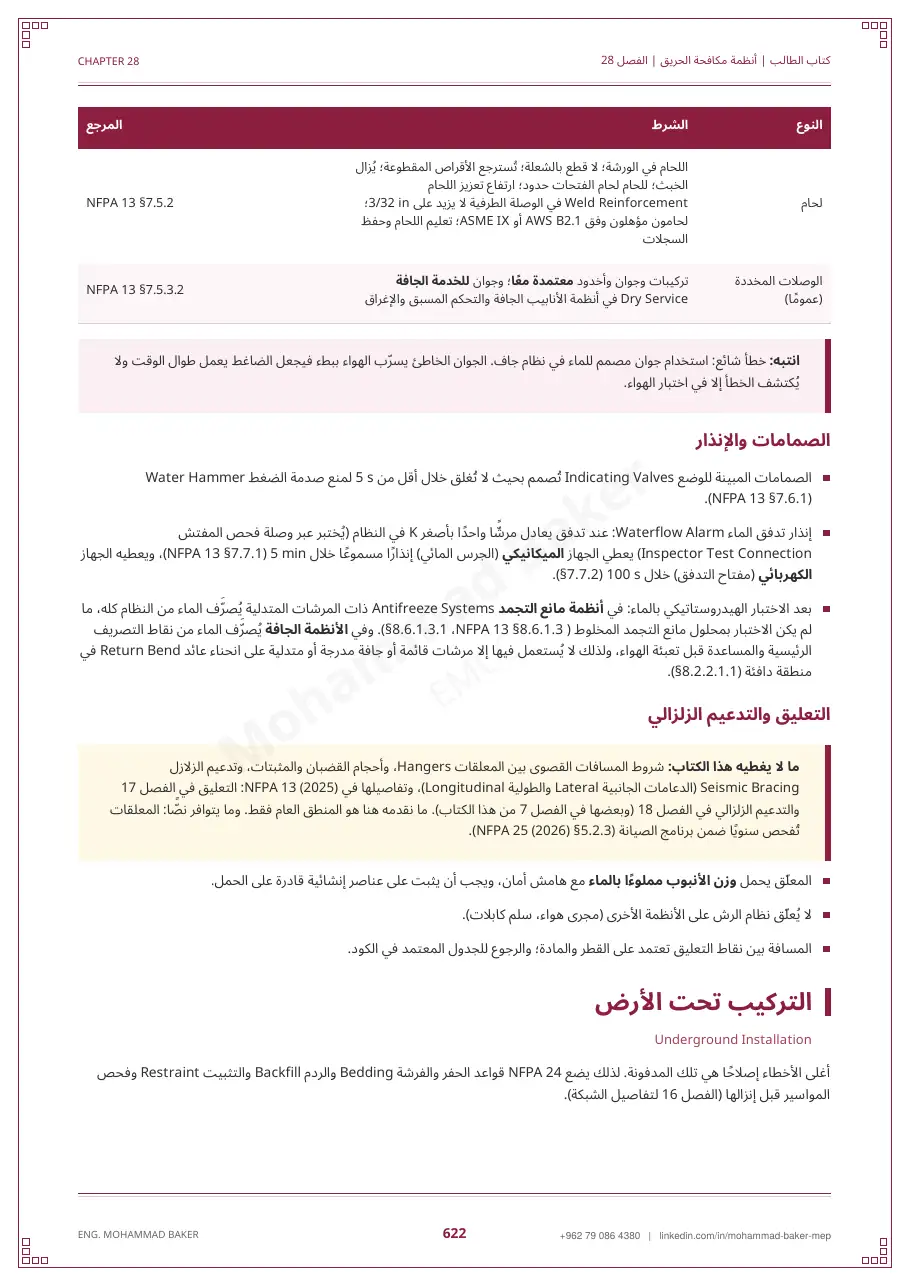 كتاب الطالب | أنظمة مكافحة الحريق | الفصل 28
CHAPTER 28
النوع	الشرط	المرجع
اللحام في الورشة؛ لا قطع بالشعلة؛ تُسترجع الأقراص المقطوعة؛ يُزال
الخبث؛ للحام لحام الفتحات حدود؛ ارتفاع تعزيز اللحام
لحام	Weld Reinforcement في الوصلة الطرفية لا يزيد على 3/32 in؛	NFPA 13 §7.5.2
لحامون مؤهلون وفق AWS B2.1 أو ASME IX؛ تعليم اللحام وحفظ
السجلات
الوصلات المخددة	تركيبات وجوان وأخدود معتمدة معًا؛ وجوان للخدمة الجافة	NFPA 13 §7.5.3.2
(عمومًا)	Dry Service في أنظمة الأنابيب الجافة والتحكم المسبق والإغراق
انتبه: خطأ شائع: استخدام جوان مصمم للماء في نظام جاف. الجوان الخاطئ يسرّب الهواء ببطء فيجعل الضاغط يعمل طوال الوقت ولا
يُكتشف الخطأ إلا في اختبار الهواء.
الصمامات والإنذار
الصمامات المبينة للوضع Indicating Valves تُصمم بحيث لا تُغلق خلال أقل من 5 s لمنع صدمة الضغط Water Hammer
(NFPA 13 §7.6.1).
إنذار تدفق الماء Waterflow Alarm: عند تدفق يعادل مرشًّا واحدًا بأصغر K في النظام (يُختبر عبر وصلة فحص المفتش
Inspector Test Connection) يعطي الجهاز الميكانيكي (الجرس المائي) إنذارًا مسموعًا خلال 5 min (NFPA 13 §7.7.1)، ويعطيه الجهاز
الكهربائي (مفتاح التدفق) خلال 100 s (§7.7.2).
بعد الاختبار الهيدروستاتيكي بالماء: في أنظمة مانع التجمد Antifreeze Systems ذات المرشات المتدلية يُصرَّف الماء من النظام كله، ما
لم يكن الاختبار بمحلول مانع التجمد المخلوط (NFPA 13 §8.6.1.3، §8.6.1.3.1). وفي الأنظمة الجافة يُصرَّف الماء من نقاط التصريف
الرئيسية والمساعدة قبل تعبئة الهواء، ولذلك لا يُستعمل فيها إلا مرشات قائمة أو جافة مدرجة أو متدلية على انحناء عائد Return Bend في
منطقة دافئة (§8.2.2.1.1).
التعليق والتدعيم الزلزالي
ما لا يغطيه هذا الكتاب: شروط المسافات القصوى بين المعلقات Hangers، وأحجام القضبان والمثبتات، وتدعيم الزلازل
Seismic Bracing (الدعامات الجانبية Lateral والطولية Longitudinal)، وتفاصيلها في NFPA 13 (2025): التعليق في الفصل 17
والتدعيم الزلزالي في الفصل 18 (وبعضها في الفصل 7 من هذا الكتاب). ما نقدمه هنا هو المنطق العام فقط. وما يتوافر نصًّا: المعلقات
تُفحص سنويًا ضمن برنامج الصيانة (NFPA 25 (2026) §5.2.3).
المعلّق يحمل وزن الأنبوب مملوءًا بالماء مع هامش أمان، ويجب أن يثبت على عناصر إنشائية قادرة على الحمل.
لا يُعلّق نظام الرش على الأنظمة الأخرى (مجرى هواء، سلم كابلات).
المسافة بين نقاط التعليق تعتمد على القطر والمادة؛ والرجوع للجدول المعتمد في الكود.
التركيب تحت الأرض
Underground Installation
أغلى الأخطاء إصلاحًا هي تلك المدفونة. لذلك يضع NFPA 24 قواعد الحفر والفرشة Bedding والردم Backfill والتثبيت Restraint وفحص
المواسير قبل إنزالها (الفصل 16 لتفاصيل الشبكة).
ENG. MOHAMMAD BAKER
622
+962 79 086 4380 | linkedin.com/in/mohammad-baker-mep